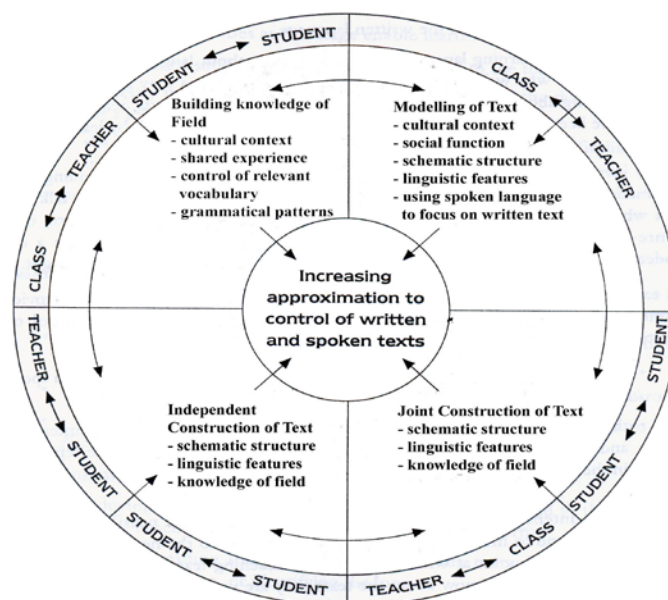 STUDENT
STUDENT
TEACHER
CLASS
CLASS
TEACHER
Building knowledge of
Field
- cultural context
- shared experience
- control of relevant
vocabulary
- grammatical patterns
Modelling of Text
- cultural context
- social function
- schematic structure
- linguistic features
- using spoken language
to focus on written text
Increasing
approximation to
control of written
and spoken texts
Independent
Construction of Text
- schematic structure
- linguistic features
- knowledge of field
Joint Construction of Text
- schematic structure
- linguistic features
- knowledge of field
TEACHER
STUDENT
STUDENT
STUDENT
STUDENT
STUDENT
CLASS
TEACHER